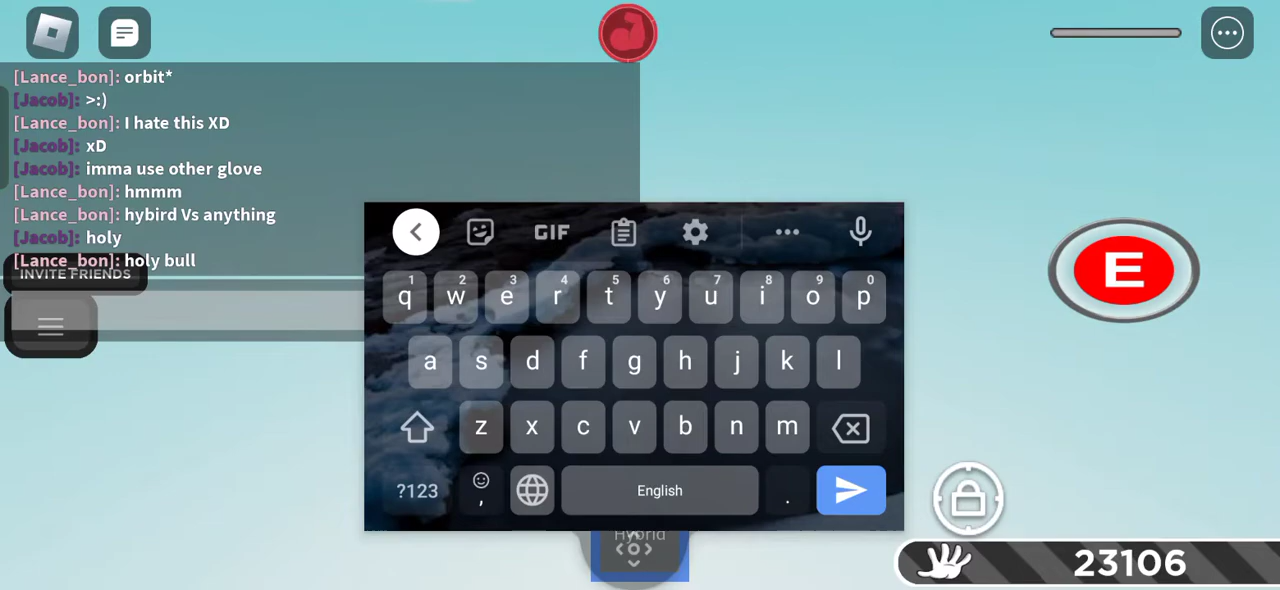 [Lance_bon]: orbit*
[Jacob]: >:)
[Lance_bon]: I hate this XD
[Jacob]: xD
[Jacob]: imma use other glove
[Lance_bon]: hmmm
[Lance_bon]: hybird Vs anything
[Jacob]: holy
[Lance_bon]: holy bull
INVITE FRIENDS
GIF
1 2 3 4 5 6 7 8 9 0
q w e r t y u i o p
a s d f g h j k l
z x c v b n m
?123 , English .
E
Hybrid
23106